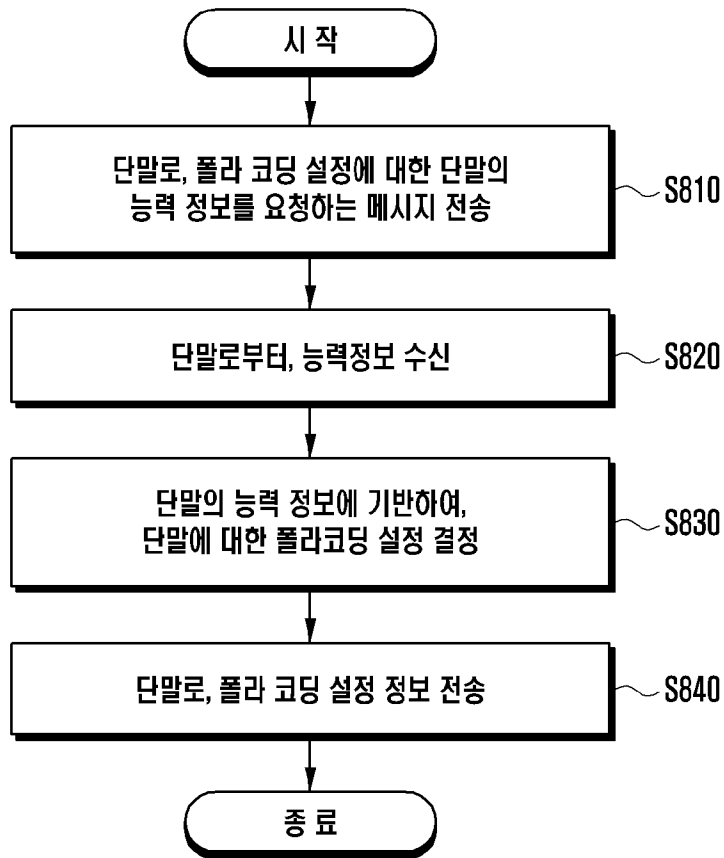 시 작
단말로, 폴라 코딩 설정에 대한 단말의
능력 정보를 요청하는 메시지 전송
S810
단말로부터, 능력정보 수신
S820
단말의 능력 정보에 기반하여,
단말에 대한 폴라코딩 설정 결정
S830
단말로, 폴라 코딩 설정 정보 전송
S840
종 료